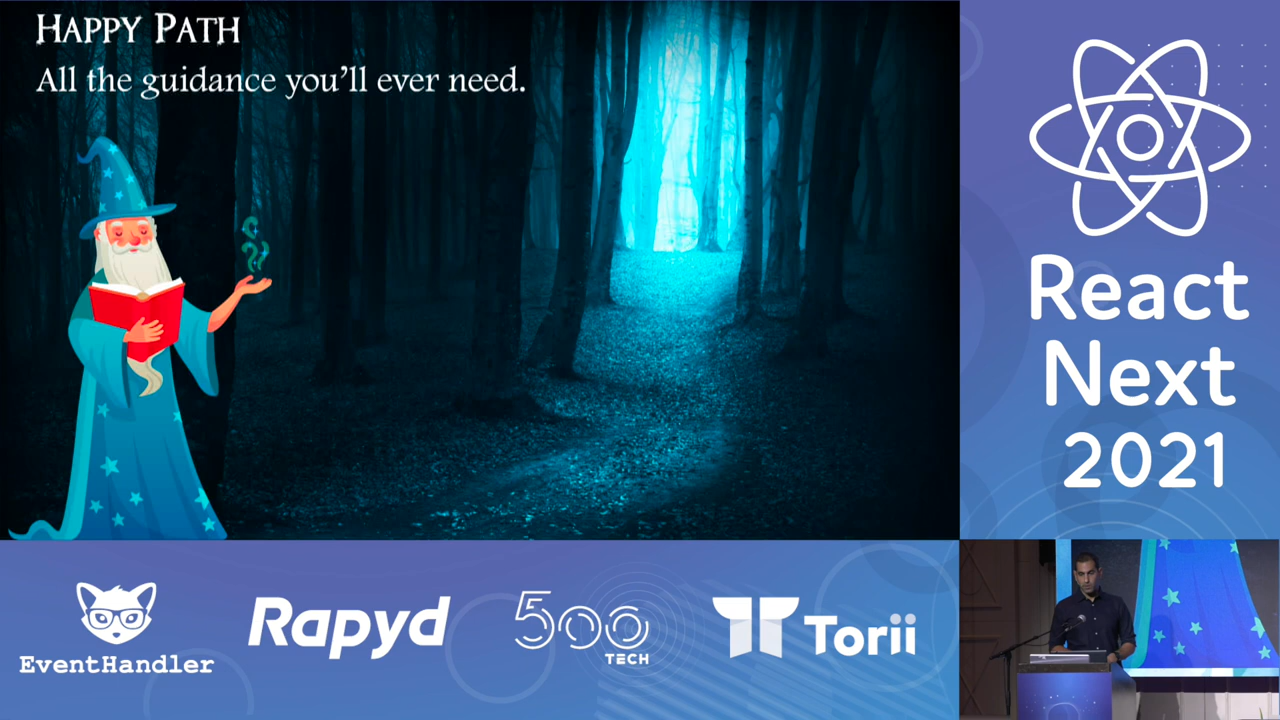 Happy Path
All the guidance you'll ever need.
React
Next
2021
EventHandler
Rapyd
500
TECH
Torii